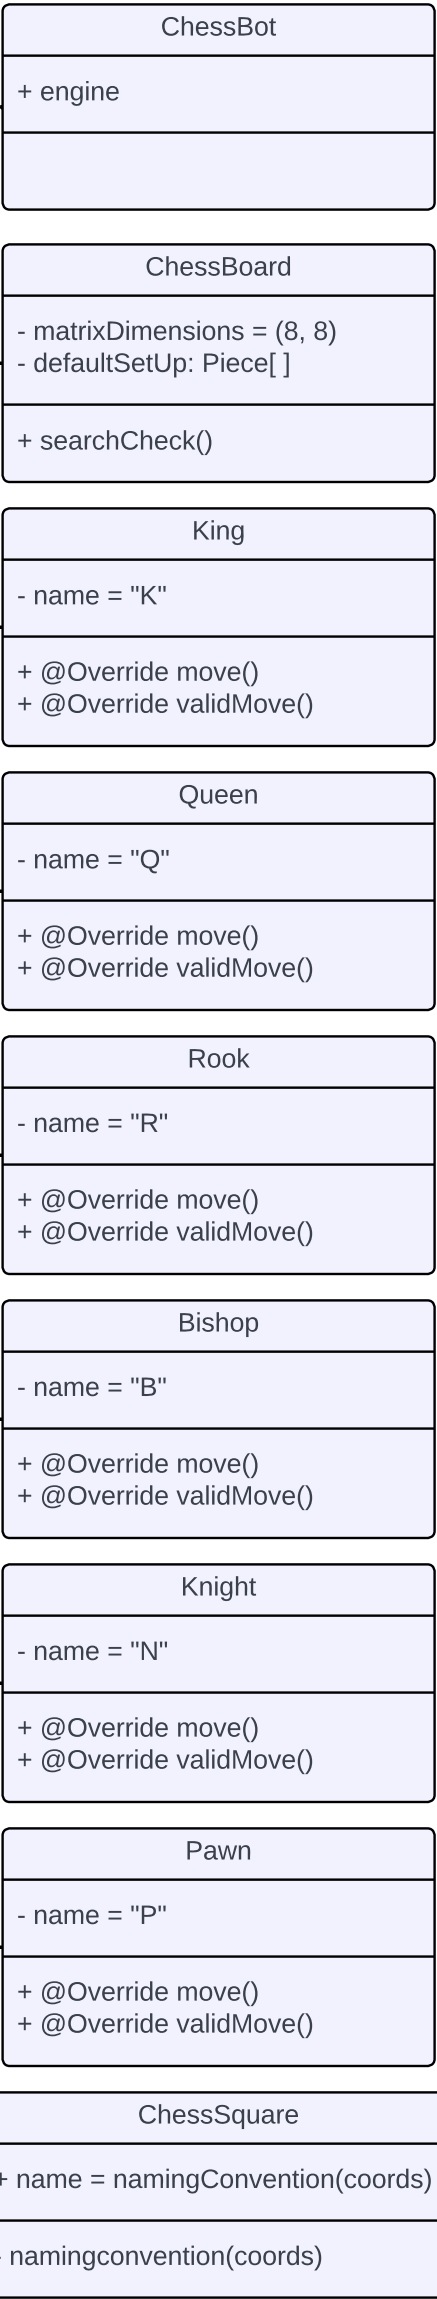 ChessBot
+ engine
ChessBoard
- matrixDimensions = (8, 8)
- defaultSetUp: Piece[ ]
+ searchCheck()
King
- name = "K"
+ @Override move()
+ @Override validMove()
Queen
- name = "Q"
+ @Override move()
+ @Override validMove()
Rook
- name = "R"
+ @Override move()
+ @Override validMove()
Bishop
- name = "B"
+ @Override move()
+ @Override validMove()
Knight
- name = "N"
+ @Override move()
+ @Override validMove()
Pawn
- name = "P"
+ @Override move()
+ @Override validMove()
ChessSquare
+ name = namingConvention(coords)
- namingconvention(coords)